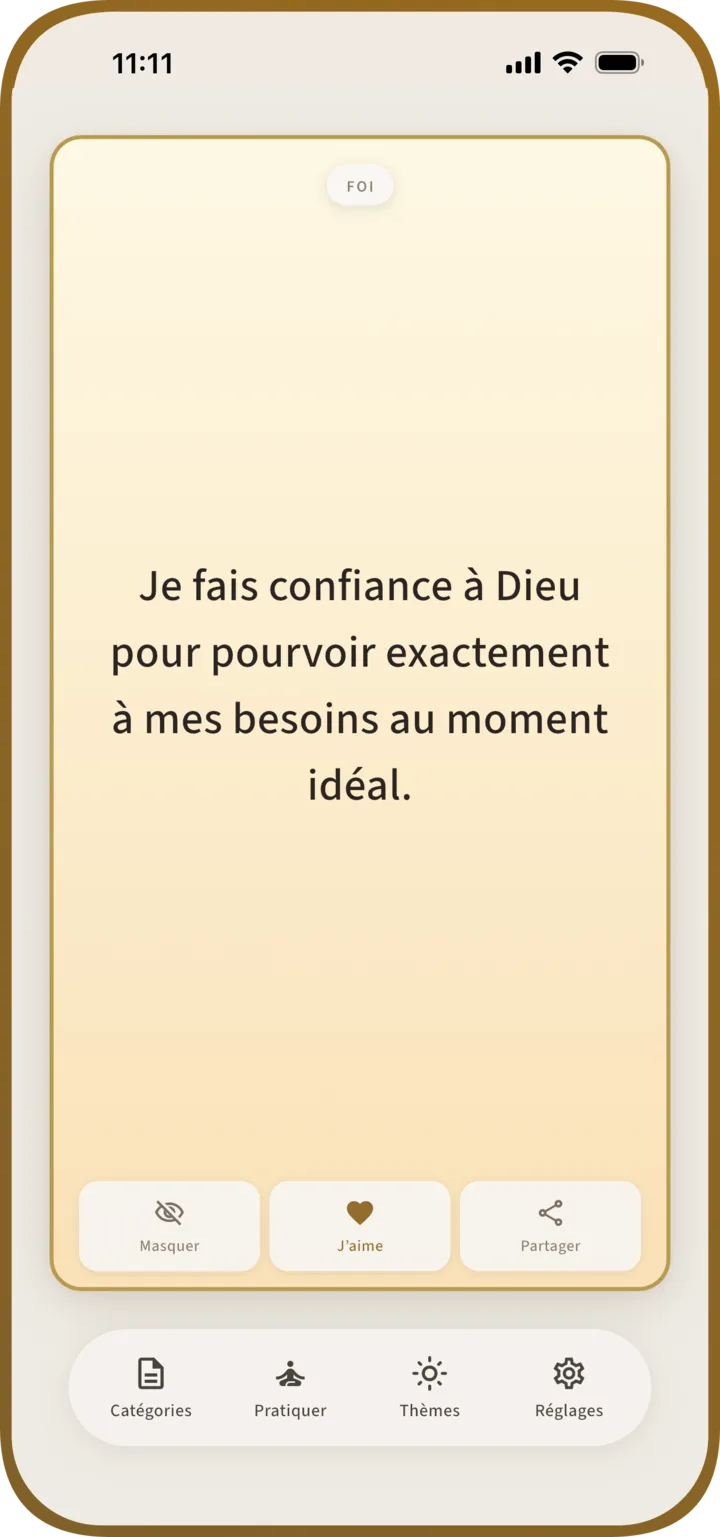 11:11
FOI
Je fais confiance à Dieu
pour pourvoir exactement
à mes besoins au moment
idéal.
Masquer
J’aime
Partager
Catégories
Pratiquer
Thèmes
Réglages